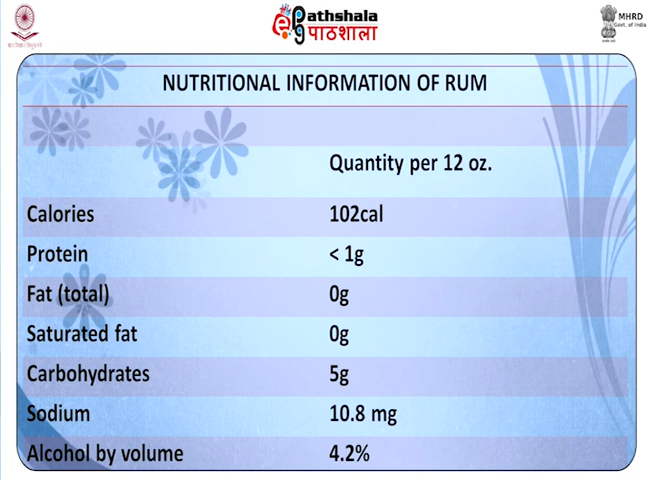 ePathshala
पाठशाला
MHRD
Govt. of India
NUTRITIONAL INFORMATION OF RUM
Quantity per 12 oz.
Calories 102cal
Protein < 1g
Fat (total) 0g
Saturated fat 0g
Carbohydrates 5g
Sodium 10.8 mg
Alcohol by volume 4.2%